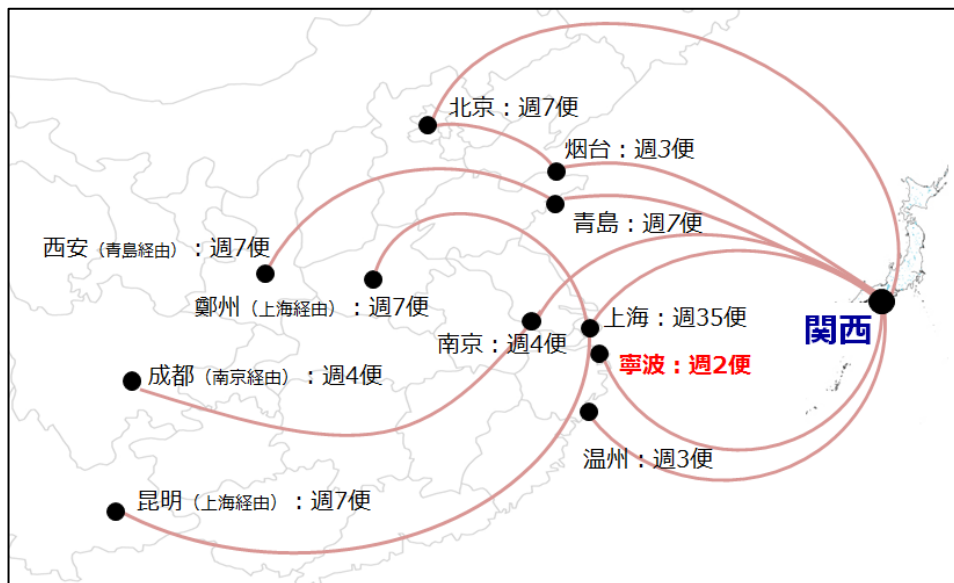 北京：週7便
烟台：週3便
青島：週7便
西安（青島経由）：週7便
鄭州（上海経由）：週7便
上海：週35便
関西
南京：週4便
寧波：週2便
成都（南京経由）：週4便
温州：週3便
昆明（上海経由）：週7便